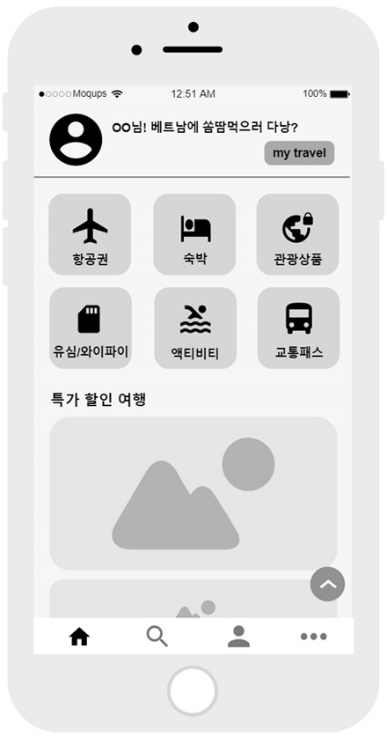 Moqups
12:51 AM
100%
OO님! 베트남에 쏨땀먹으러 다낭?
my travel
항공권
숙박
관광상품
유심/와이파이
액티비티
교통패스
특가 할인 여행